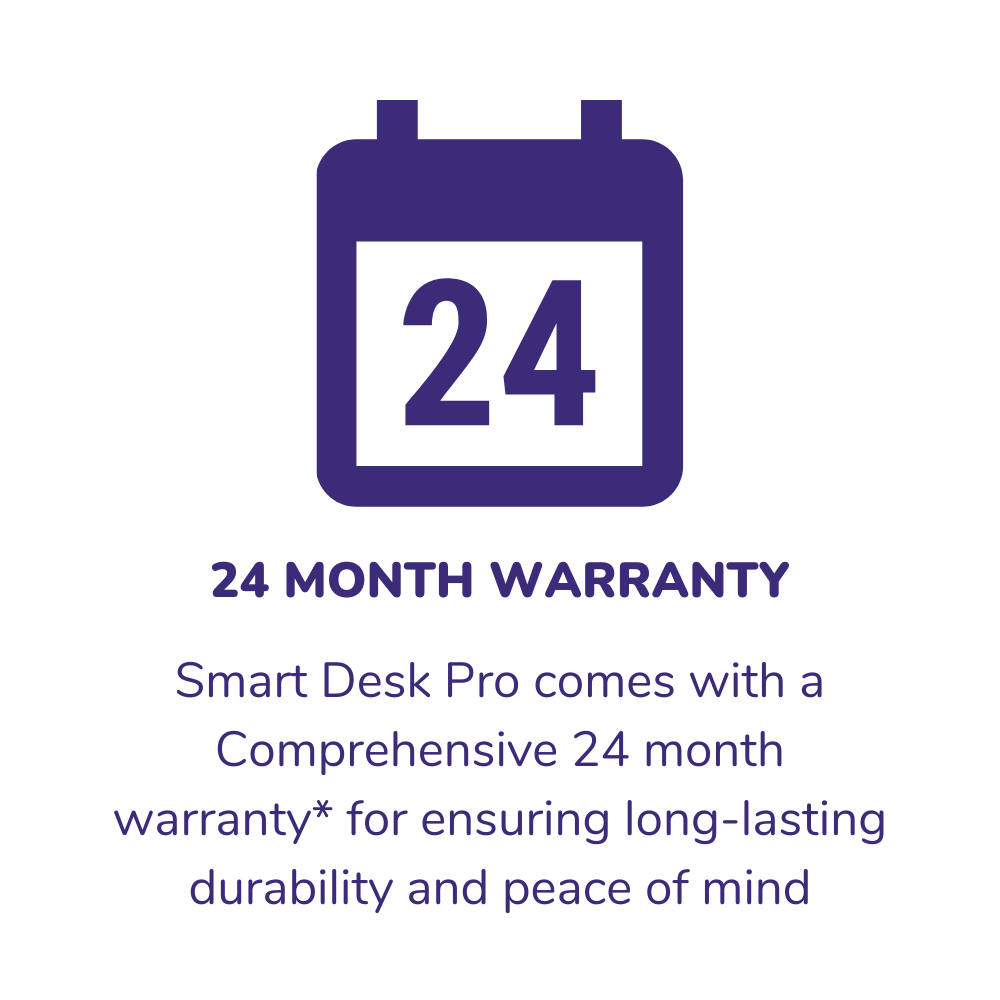 24
24 MONTH WARRANTY
Smart Desk Pro comes with a
Comprehensive 24 month
warranty* for ensuring long-lasting
durability and peace of mind